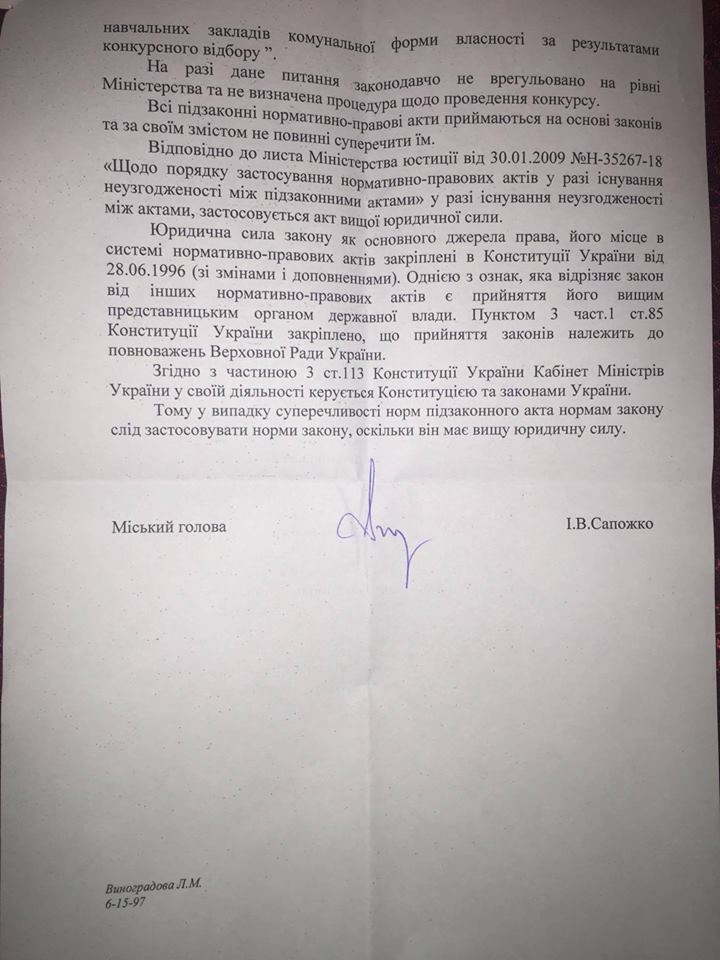 навчальних закладів комунальної форми власності за результатами
конкурсного відбору ”.
На разі дане питання законодавчо не врегульовано на рівні
Міністерства та не визначена процедура щодо проведення конкурсу.
Всі підзаконні нормативно-правові акти приймаються на основі законів
та за своїм змістом не повинні суперечити їм.
Відповідно до листа Міністерства юстиції від 30.01.2009 №Н-35267-18
«Щодо порядку застосування нормативно-правових актів у разі існування
неузгодженості між підзаконними актами» у разі існування неузгодженості
між актами, застосовується акт вищої юридичної сили.
Юридична сила закону як основного джерела права, його місце в
системі нормативно-правових актів закріплені в Конституції України від
28.06.1996 (зі змінами і доповненнями). Однією з ознак, яка відрізняє закон
від інших нормативно-правових актів є прийняття його вищим
представницьким органом державної влади. Пунктом 3 част.1 ст.85
Конституції України закріплено, що прийняття законів належить до
повноважень Верховної Ради України.
Згідно з частиною 3 ст.113 Конституції України Кабінет Міністрів
України у своїй діяльності керується Конституцією та законами України.
Тому у випадку суперечливості норм підзаконного акта нормам закону
слід застосовувати норми закону, оскільки він має вищу юридичну силу.
Міський голова І.В.Сапожко
Виноградова Л.М.
6-15-97